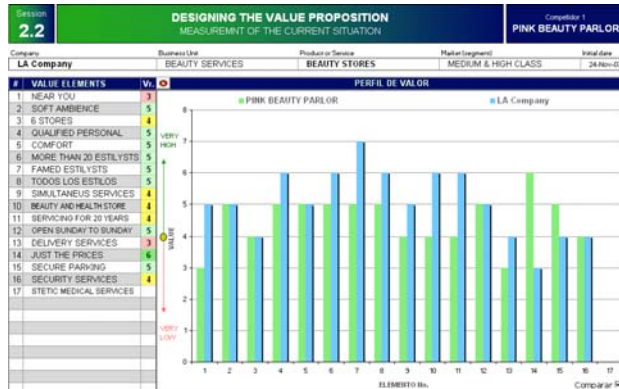 Session
2.2
DESIGNING THE VALUE PROPOSITION
MEASUREMNT OF THE CURRENT SITUATION
Competidor 1
PINK BEAUTY PARLOR
Company
LA Company
Business Unit
BEAUTY SERVICES
Product or Service
BEAUTY STORES
Market (segment)
MEDIUM & HIGH CLASS
Initial date
24-Nov-0
# VALUE ELEMENTS Vr.
1 NEAR YOU 3
2 SOFT AMBIENCE 5
3 6 STORES 4
4 QUALIFIED PERSONAL 5
5 COMFORT 5
6 MORE THAN 20 ESTILYSTS 5
7 FAMED ESTILYSTS 5
8 TODOS LOS ESTILOS 5
9 SIMULTANEUS SERVICES 4
10 BEAUTY AND HEALTH STORE 4
11 SERVICING FOR 20 YEARS 4
12 OPEN SUNDAY TO SUNDAY 5
13 DELIVERY SERVICES 3
14 JUST THE PRICES 6
15 SECURE PARKING 5
16 SECURITY SERVICES 4
17 STETIC MEDICAL SERVICES
PERFIL DE VALOR
PINK BEAUTY PARLOR
LA Company
VERY
HIGH
VALUE
VERY
LOW
8
7
6
5
4
3
2
1
0
1 2 3 4 5 6 7 8 9 10 11 12 13 14 15 16 17
ELEMENTO No.
Comparar